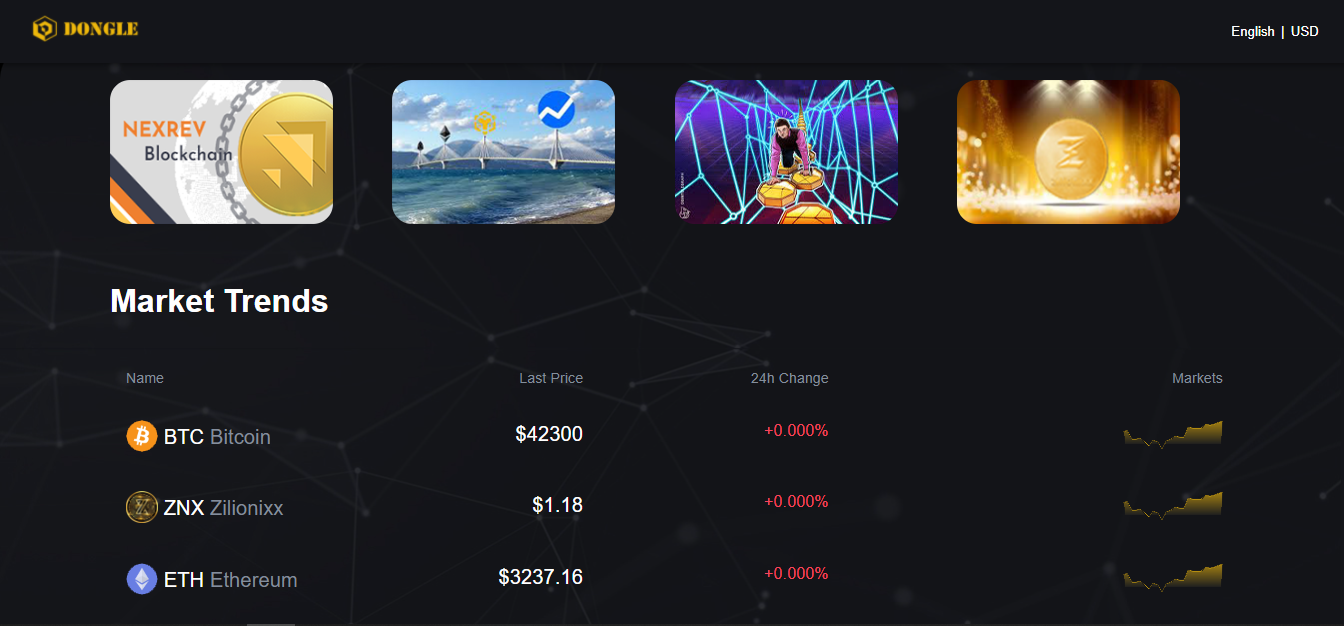 DONGLE
English | USD
NEXREV
Blockchain
Market Trends
Name Last Price 24h Change Markets
BTC Bitcoin $42300 +0.000%
ZNX Zilionixx $1.18 +0.000%
ETH Ethereum $3237.16 +0.000%